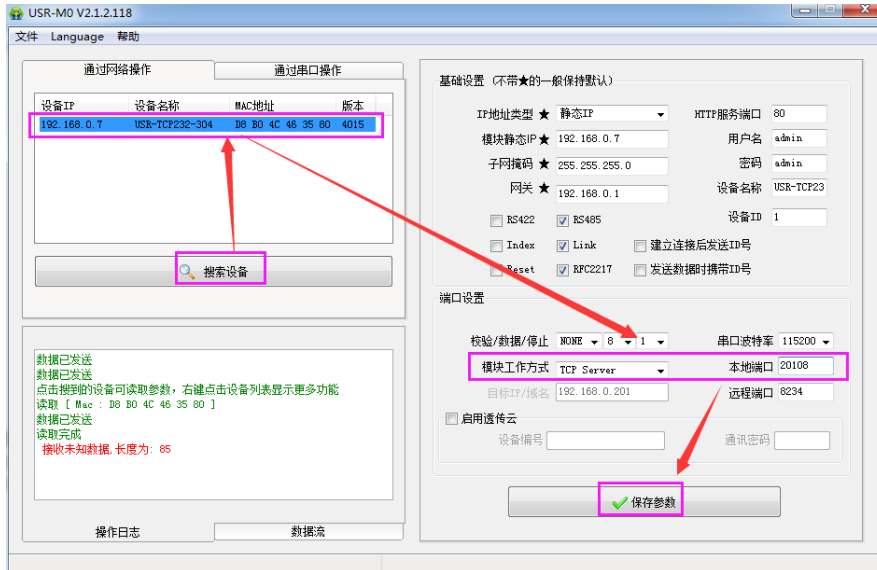 USR-M0 V2.1.2.118
文件 Language 帮助
通过网络操作 通过串口操作
设备IP 设备名称 MAC地址 版本
192.168.0.7 USR-TCP232-304 D8 B0 4C 46 35 80 4015
搜索设备
数据已发送
数据已发送
点击搜到的设备可读取参数，右键点击设备列表显示更多功能
读取 [ Mac : D8 B0 4C 46 35 80 ]
数据已发送
读取完成
接收未知数据,长度为: 85
操作日志 数据流
基础设置（不带★的一般保持默认）
IP地址类型 ★ 静态IP HTTP服务端口 80
模块静态IP★ 192.168.0.7 用户名 admin
子网掩码 ★ 255.255.255.0 密码 admin
网关 ★ 192.168.0.1 设备名称 USR-TCP23
RS422 RS485 设备ID 1
Index Link 建立连接后发送ID号
Reset RFC2217 发送数据时携带ID号
端口设置
校验/数据/停止 NONE 8 1 串口波特率 115200
模块工作方式 TCP Server 本地端口 20108
目标IP/域名 192.168.0.201 远程端口 8234
启用透传云
设备编号 通讯密码
保存参数